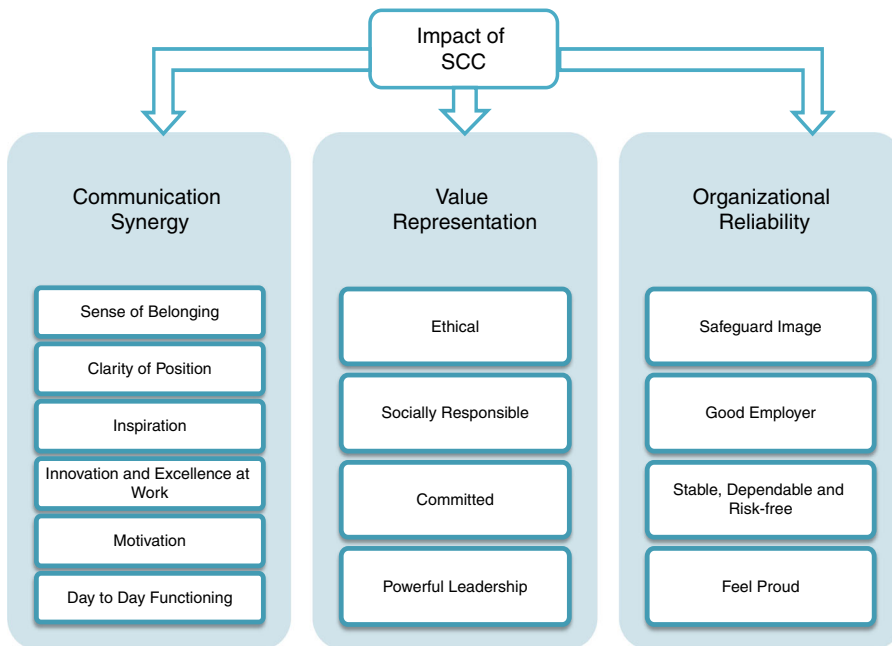 Impact of
SCC
Communication
Synergy
Sense of Belonging
Clarity of Position
Inspiration
Innovation and Excellence at
Work
Motivation
Day to Day Functioning
Value
Representation
Ethical
Socially Responsible
Committed
Powerful Leadership
Organizational
Reliability
Safeguard Image
Good Employer
Stable, Dependable and
Risk-free
Feel Proud